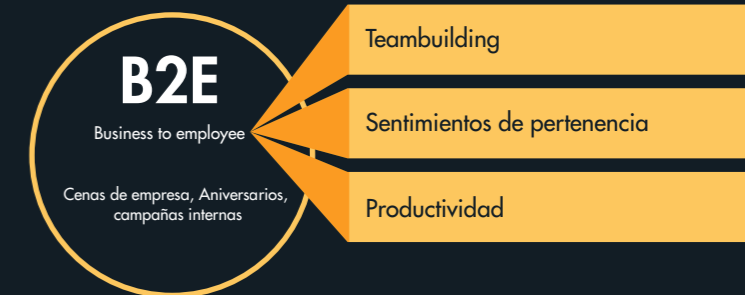 B2E
Business to employee
Cenas de empresa, Aniversarios,
campañas internas
Teambuilding
Sentimientos de pertenencia
Productividad